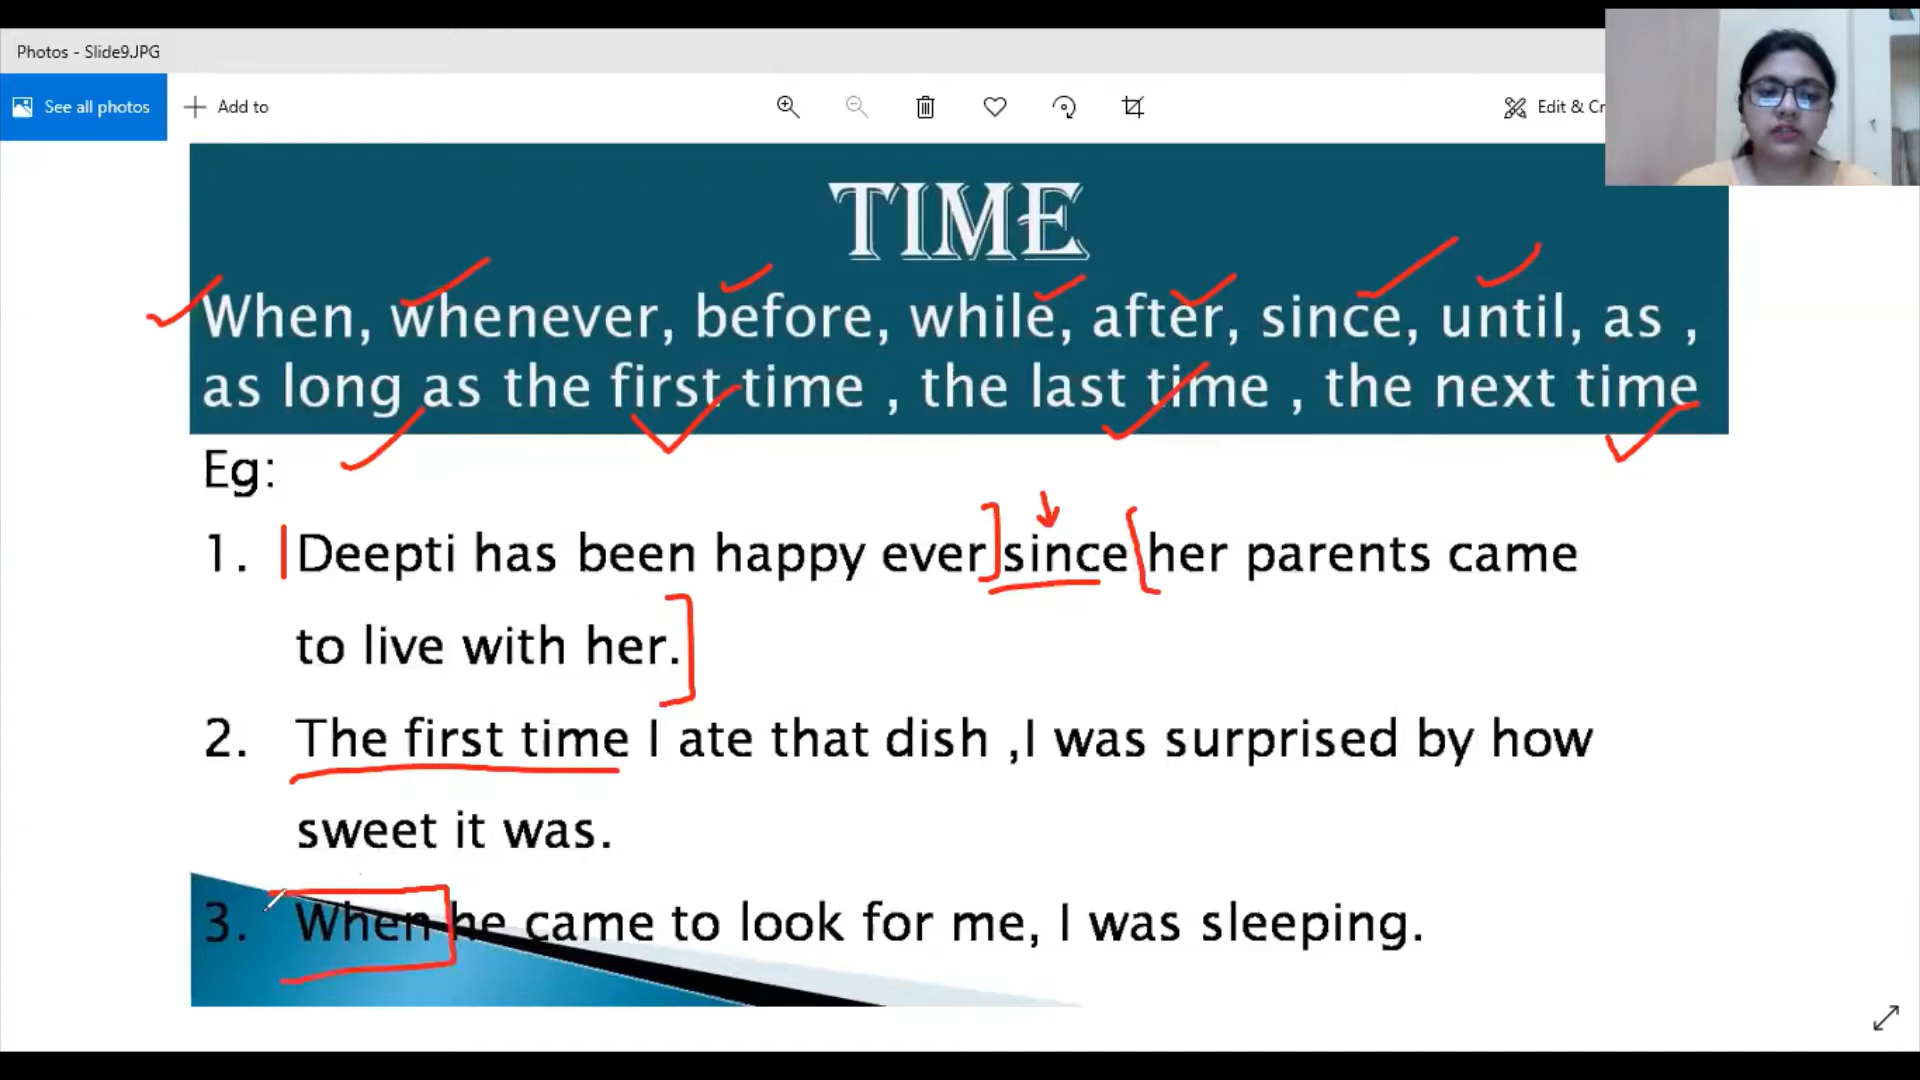 Photos - Slide9.JPG
See all photos
Add to
Edit & Cr
TIME
When, whenever, before, while, after, since, until, as ,
as long as the first time , the last time , the next time
Eg:
1. Deepti has been happy ever since her parents came
to live with her.
2. The first time I ate that dish ,I was surprised by how
sweet it was.
3. When he came to look for me, I was sleeping.